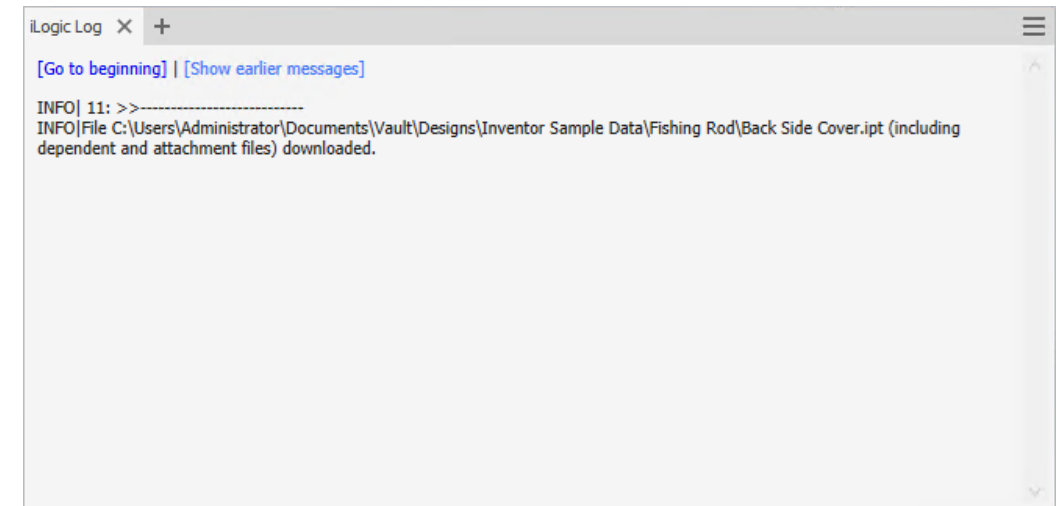 iLogic Log
[Go to beginning] | [Show earlier messages]
INFO| 11: >>---------------------------
INFO|File C:\Users\Administrator\Documents\Vault\Designs\Inventor Sample Data\Fishing Rod\Back Side Cover.ipt (including
dependent and attachment files) downloaded.